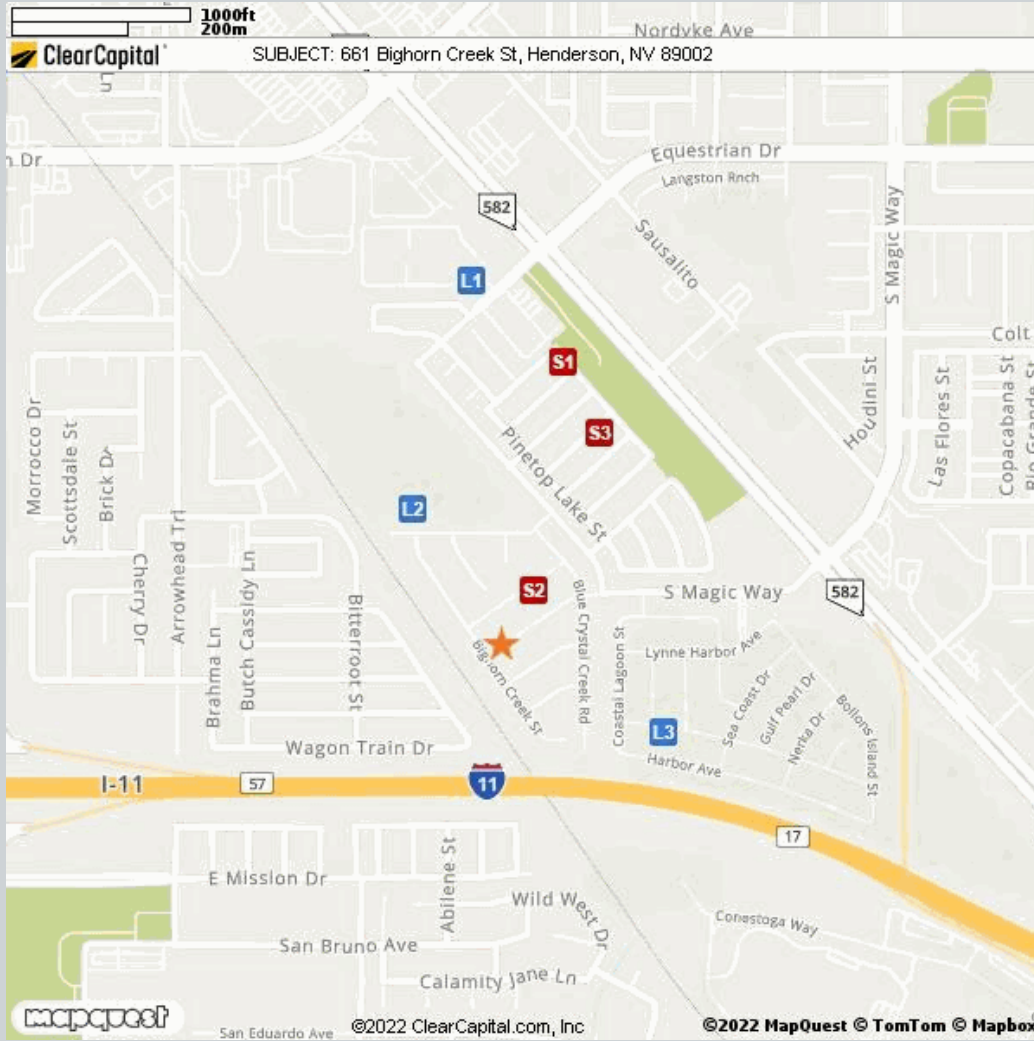 1000ft
200m
Nordyke Ave
ClearCapital
SUBJECT: 661 Bighorn Creek St, Henderson, NV 89002
Ln
Equestrian Dr
n Dr
Langston Rnch
582
Sausalito
S Magic Way
L1
Colt
S1
Houdini St
Las Flores St
Copacabana St
Rio Grande St
Morrocco Dr
Scottsdale St
Brick Dr
S3
Pinetop Lake St
L2
Arrowhead Trl
Cherry Dr
Butch Cassidy Ln
Brahma Ln
Bitterroot St
S2
Blue Crystal Creek Rd
S Magic Way
582
Bighorn Creek St
Coastal Lagoon St
Lynne Harbor Ave
Sea Coast Dr
Gulf Pearl Dr
Nerka Dr
Bollons Island St
L3
Harbor Ave
Wagon Train Dr
I-11
57
11
17
E Mission Dr
Abilene St
Wild West Dr
Conestoga Way
San Bruno Ave
Calamity Jane Ln
mapquest
San Eduardo Ave
©2022 ClearCapital.com, Inc
©2022 MapQuest © TomTom © Mapbox